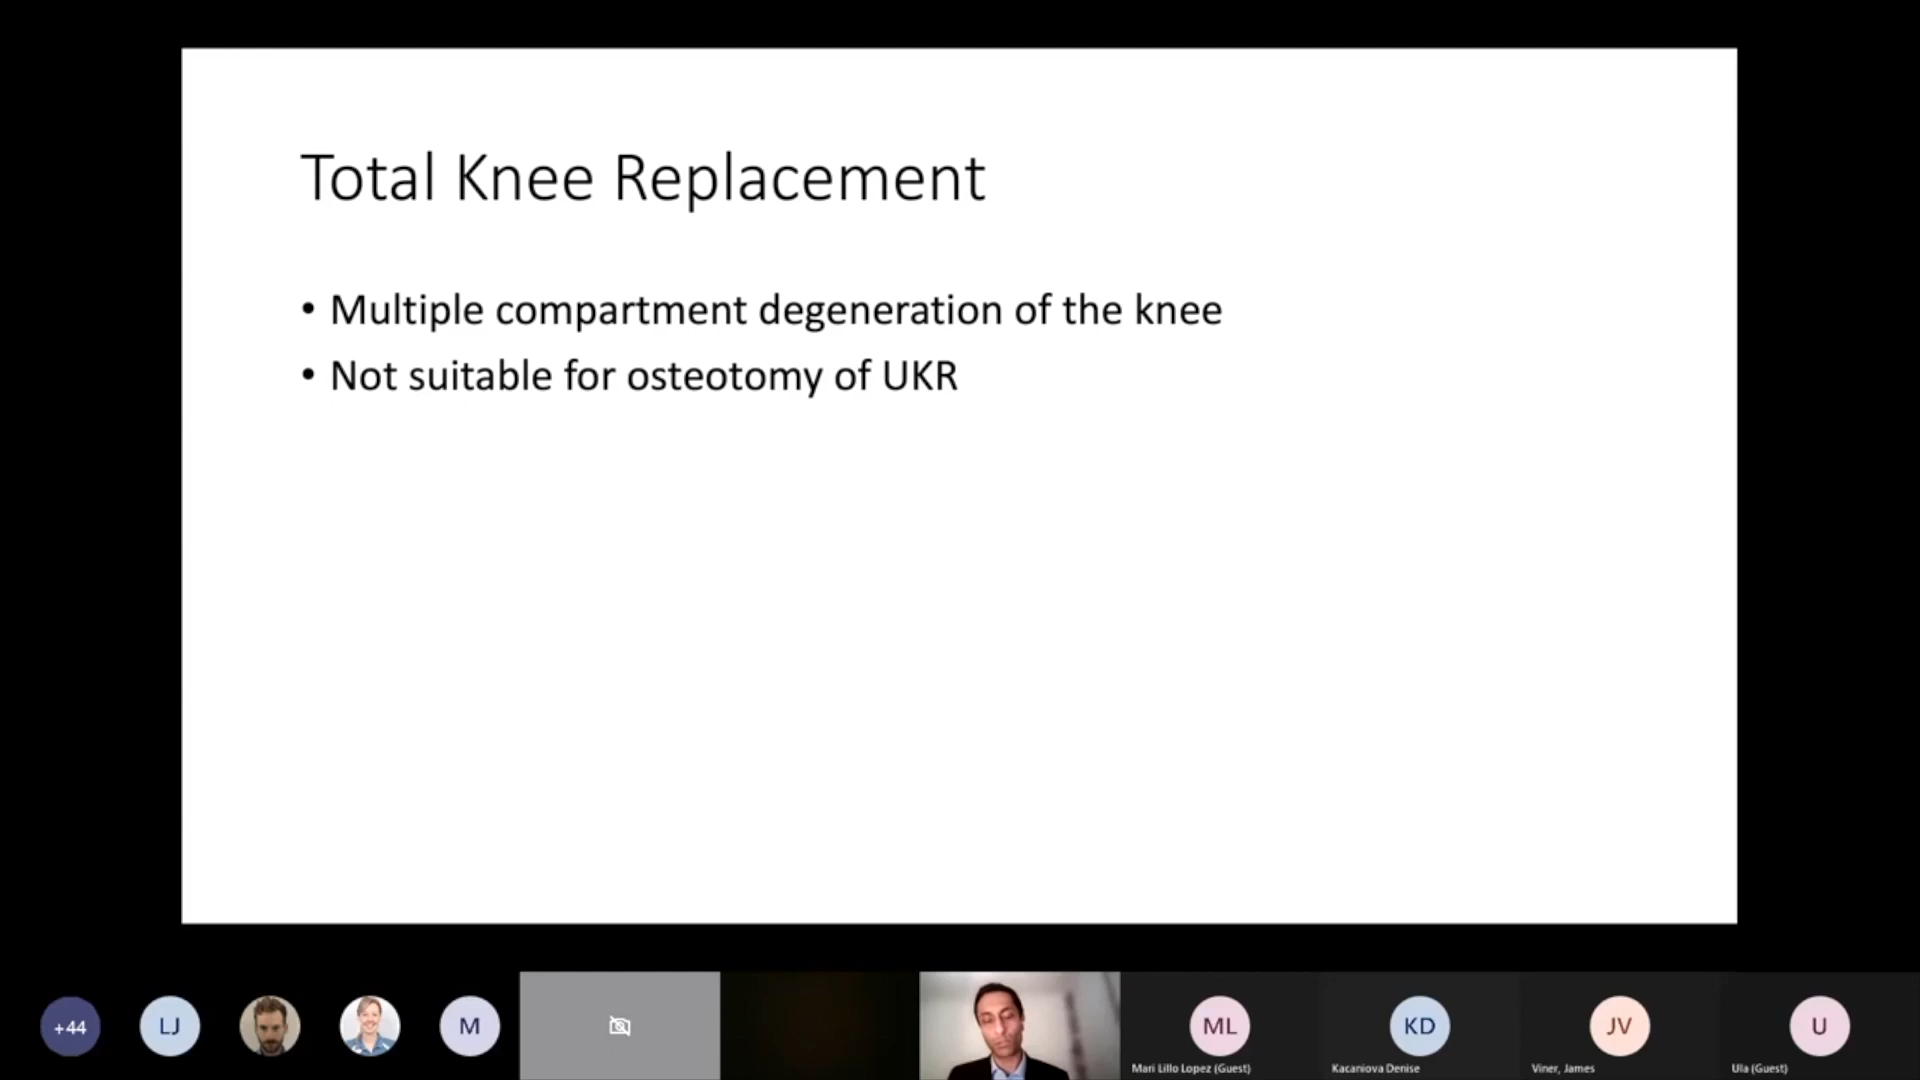 Total Knee Replacement
• Multiple compartment degeneration of the knee
• Not suitable for osteotomy of UKR
+44
LJ
M
ML
KD
JV
U
Mari Lillo Lopez (Guest)
Kacaniova Denise
Viner, James
Ula (Guest)